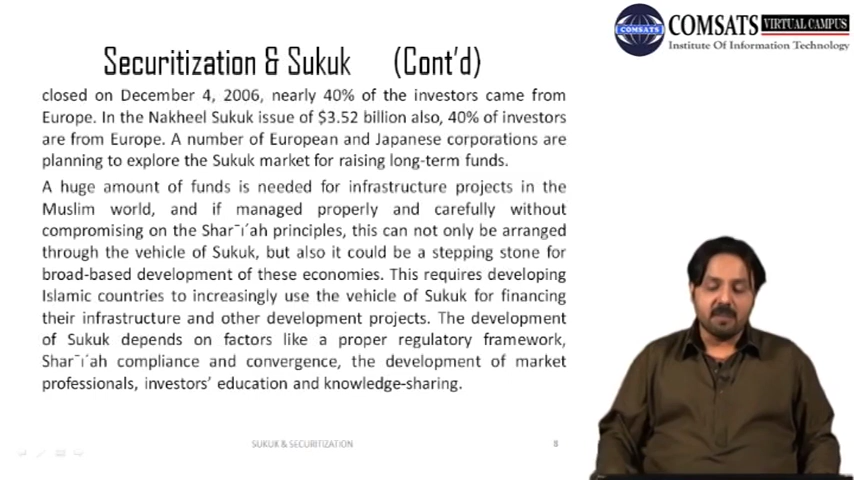 COMSATS VIRTUAL CAMPUS
COMSATS
Institute Of Information Technology
Securitization & Sukuk (Cont'd)
closed on December 4, 2006, nearly 40% of the investors came from
Europe. In the Nakheel Sukuk issue of $3.52 billion also, 40% of investors
are from Europe. A number of European and Japanese corporations are
planning to explore the Sukuk market for raising long-term funds.
A huge amount of funds is needed for infrastructure projects in the
Muslim world, and if managed properly and carefully without
compromising on the Shar¯ı´ah principles, this can not only be arranged
through the vehicle of Sukuk, but also it could be a stepping stone for
broad-based development of these economies. This requires developing
Islamic countries to increasingly use the vehicle of Sukuk for financing
their infrastructure and other development projects. The development
of Sukuk depends on factors like a proper regulatory framework,
Shar¯ı´ah compliance and convergence, the development of market
professionals, investors' education and knowledge-sharing.
SUKUK & SECURITIZATION
8